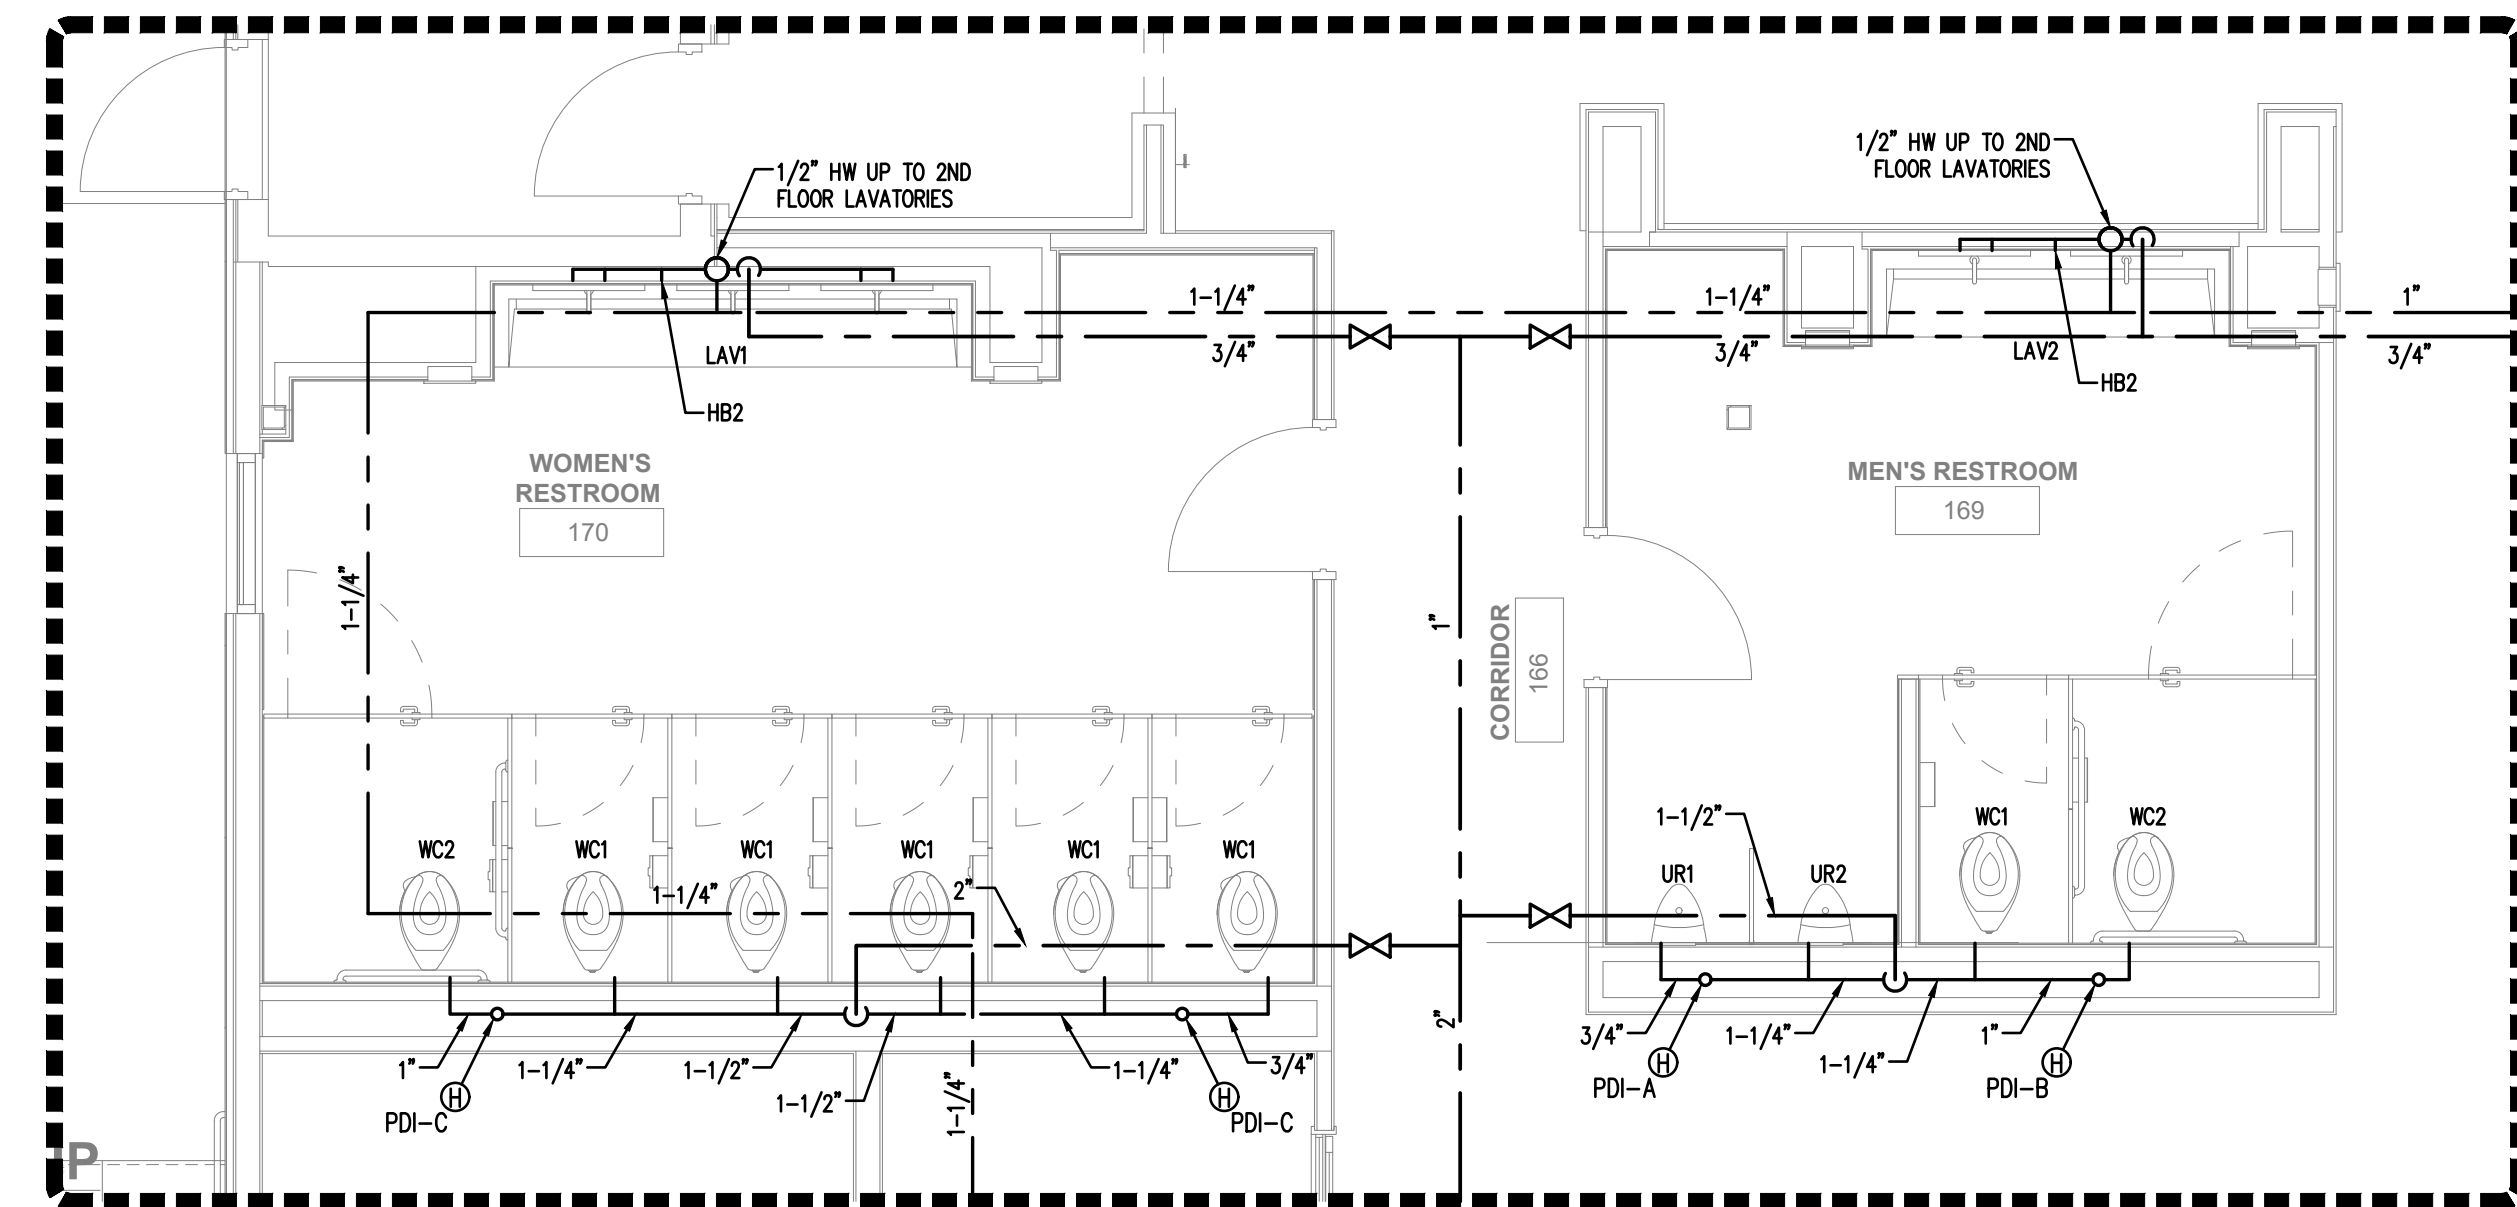 1/2" HW UP TO 2ND
FLOOR LAVATORIES
1/2" HW UP TO 2ND
FLOOR LAVATORIES
1-1/4"
1-1/4"
1"
3/4"
3/4"
3/4"
LAV1
LAV2
HB2
HB2
WOMEN'S
RESTROOM
170
MEN'S RESTROOM
169
1-1/4"
1"
CORRIDOR
166
1-1/2"
WC2
WC1
WC1
WC1
WC1
WC1
UR1
UR2
WC1
WC2
1-1/4"
2"
2"
1"
1-1/4"
1-1/2"
1-1/2"
1-1/4"
1-1/4"
3/4"
3/4"
1-1/4"
1-1/4"
1"
H
PDI-C
H
PDI-C
H
PDI-A
H
PDI-B
P